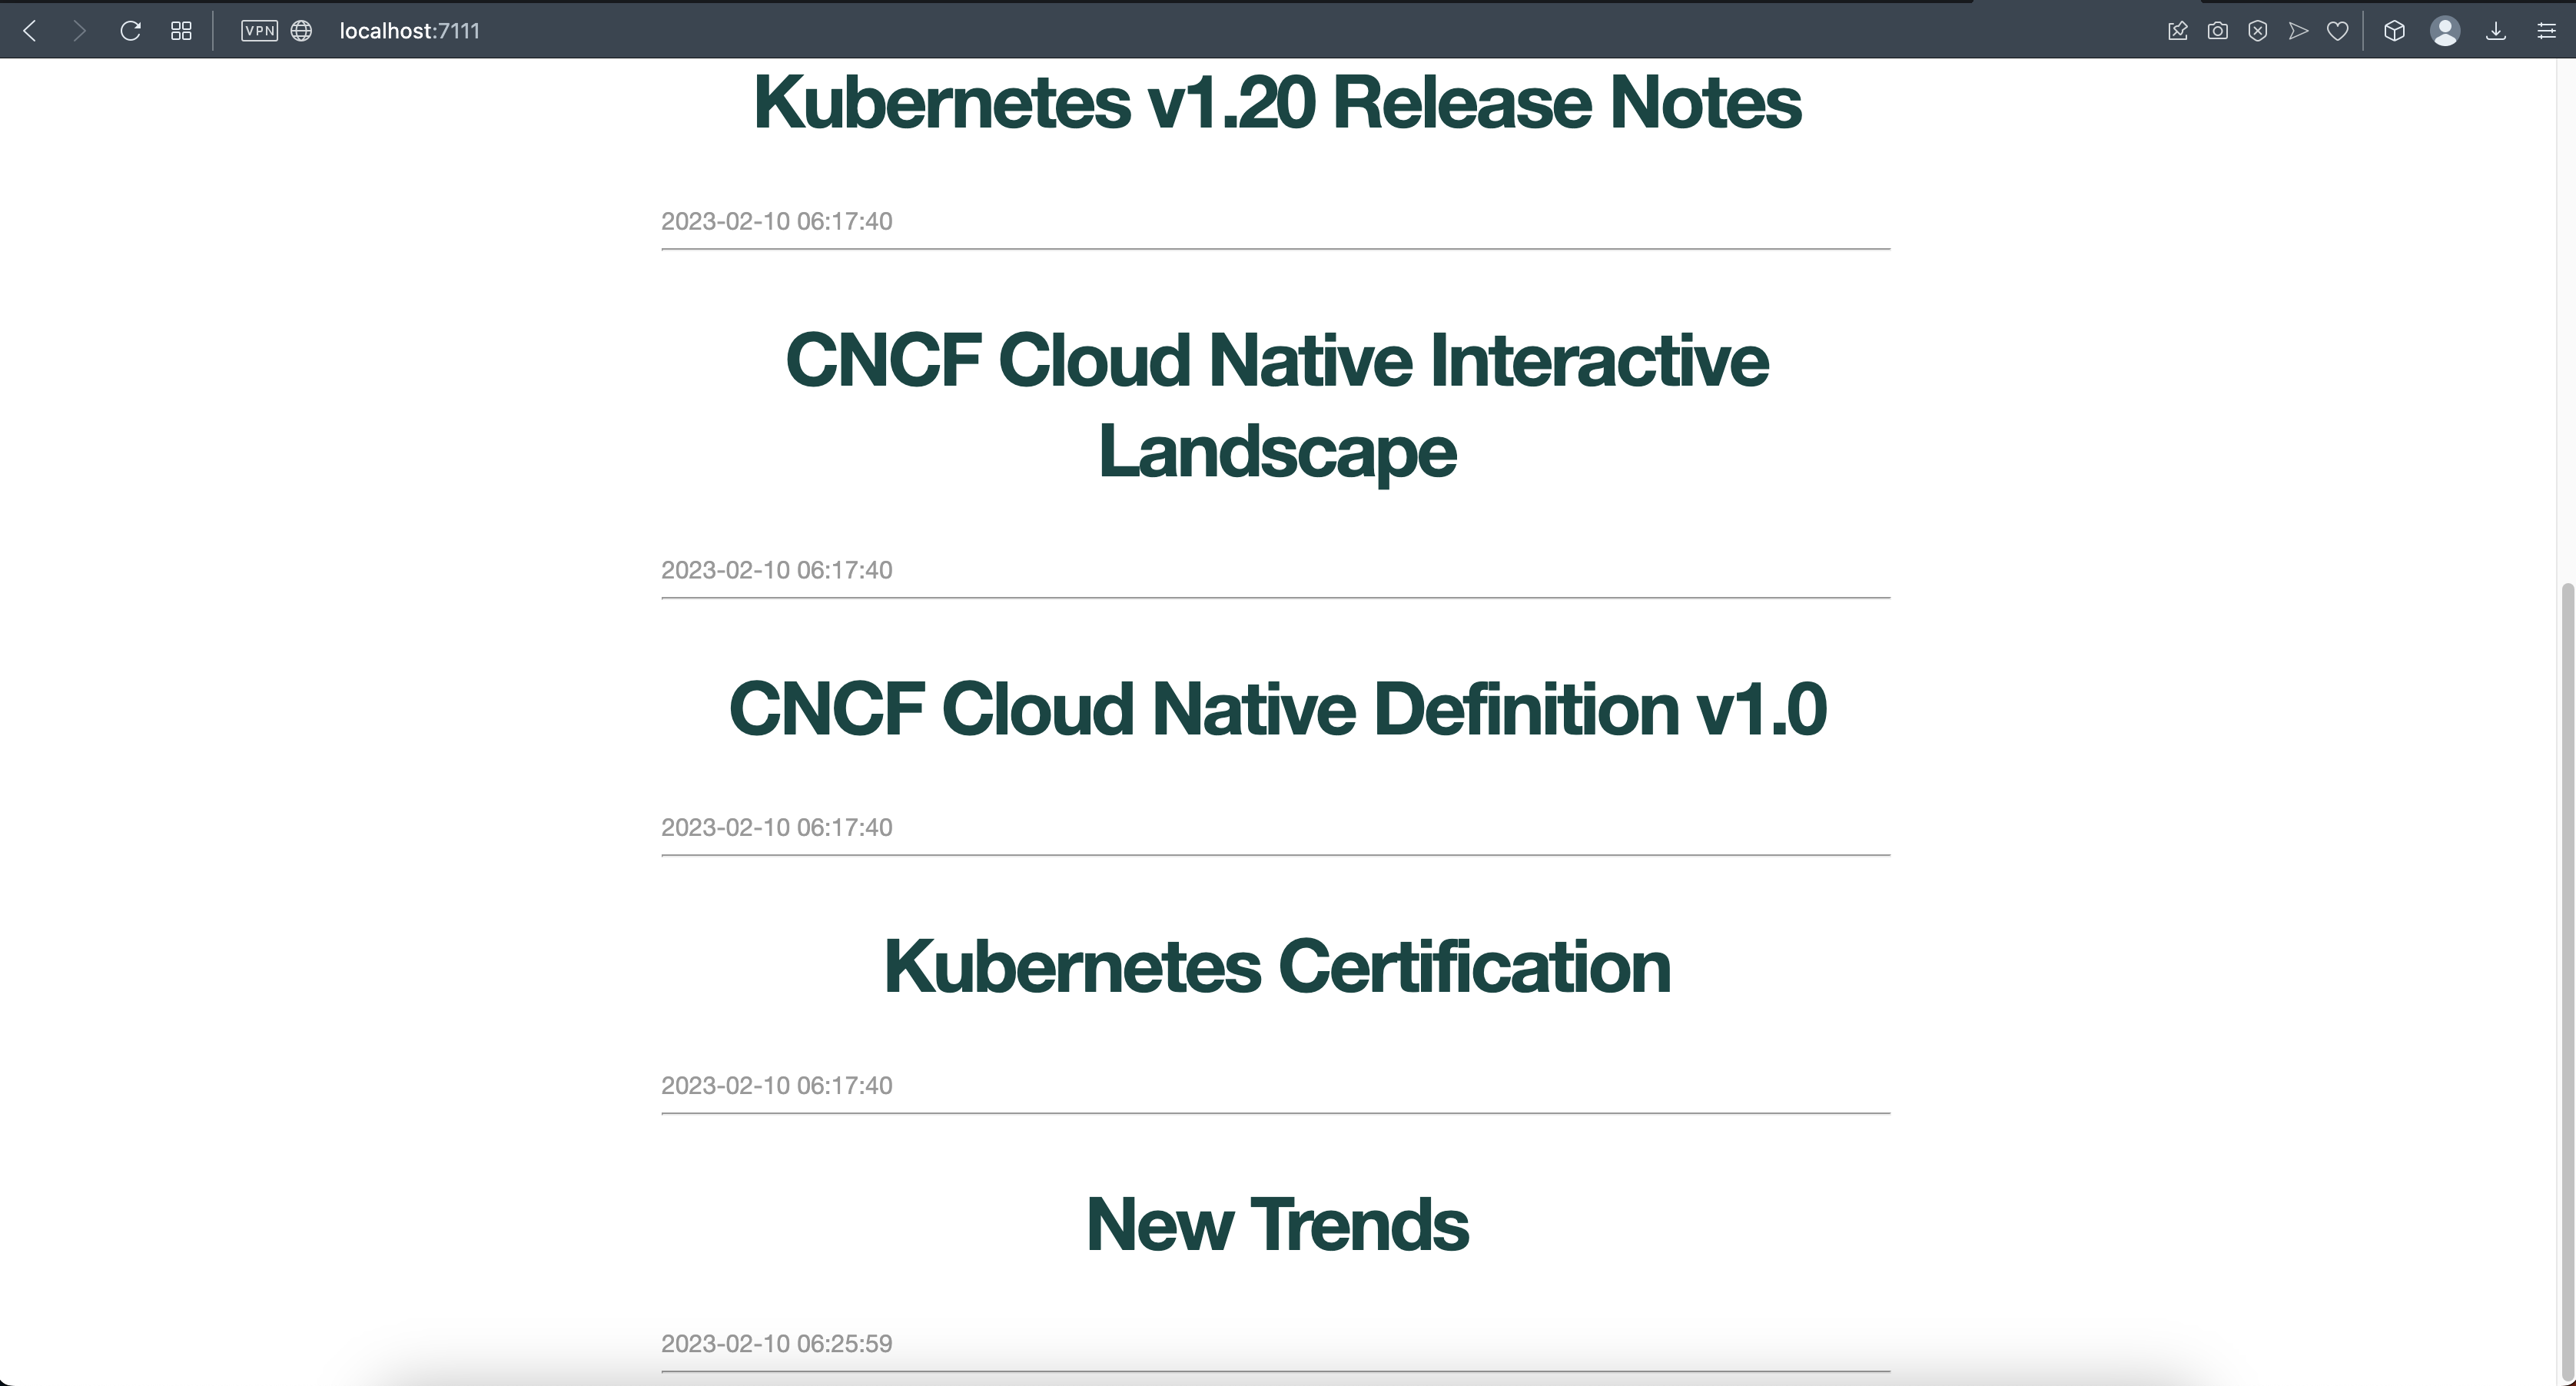 VPN localhost:7111
Kubernetes v1.20 Release Notes
2023-02-10 06:17:40
CNCF Cloud Native Interactive
Landscape
2023-02-10 06:17:40
CNCF Cloud Native Definition v1.0
2023-02-10 06:17:40
Kubernetes Certification
2023-02-10 06:17:40
New Trends
2023-02-10 06:25:59